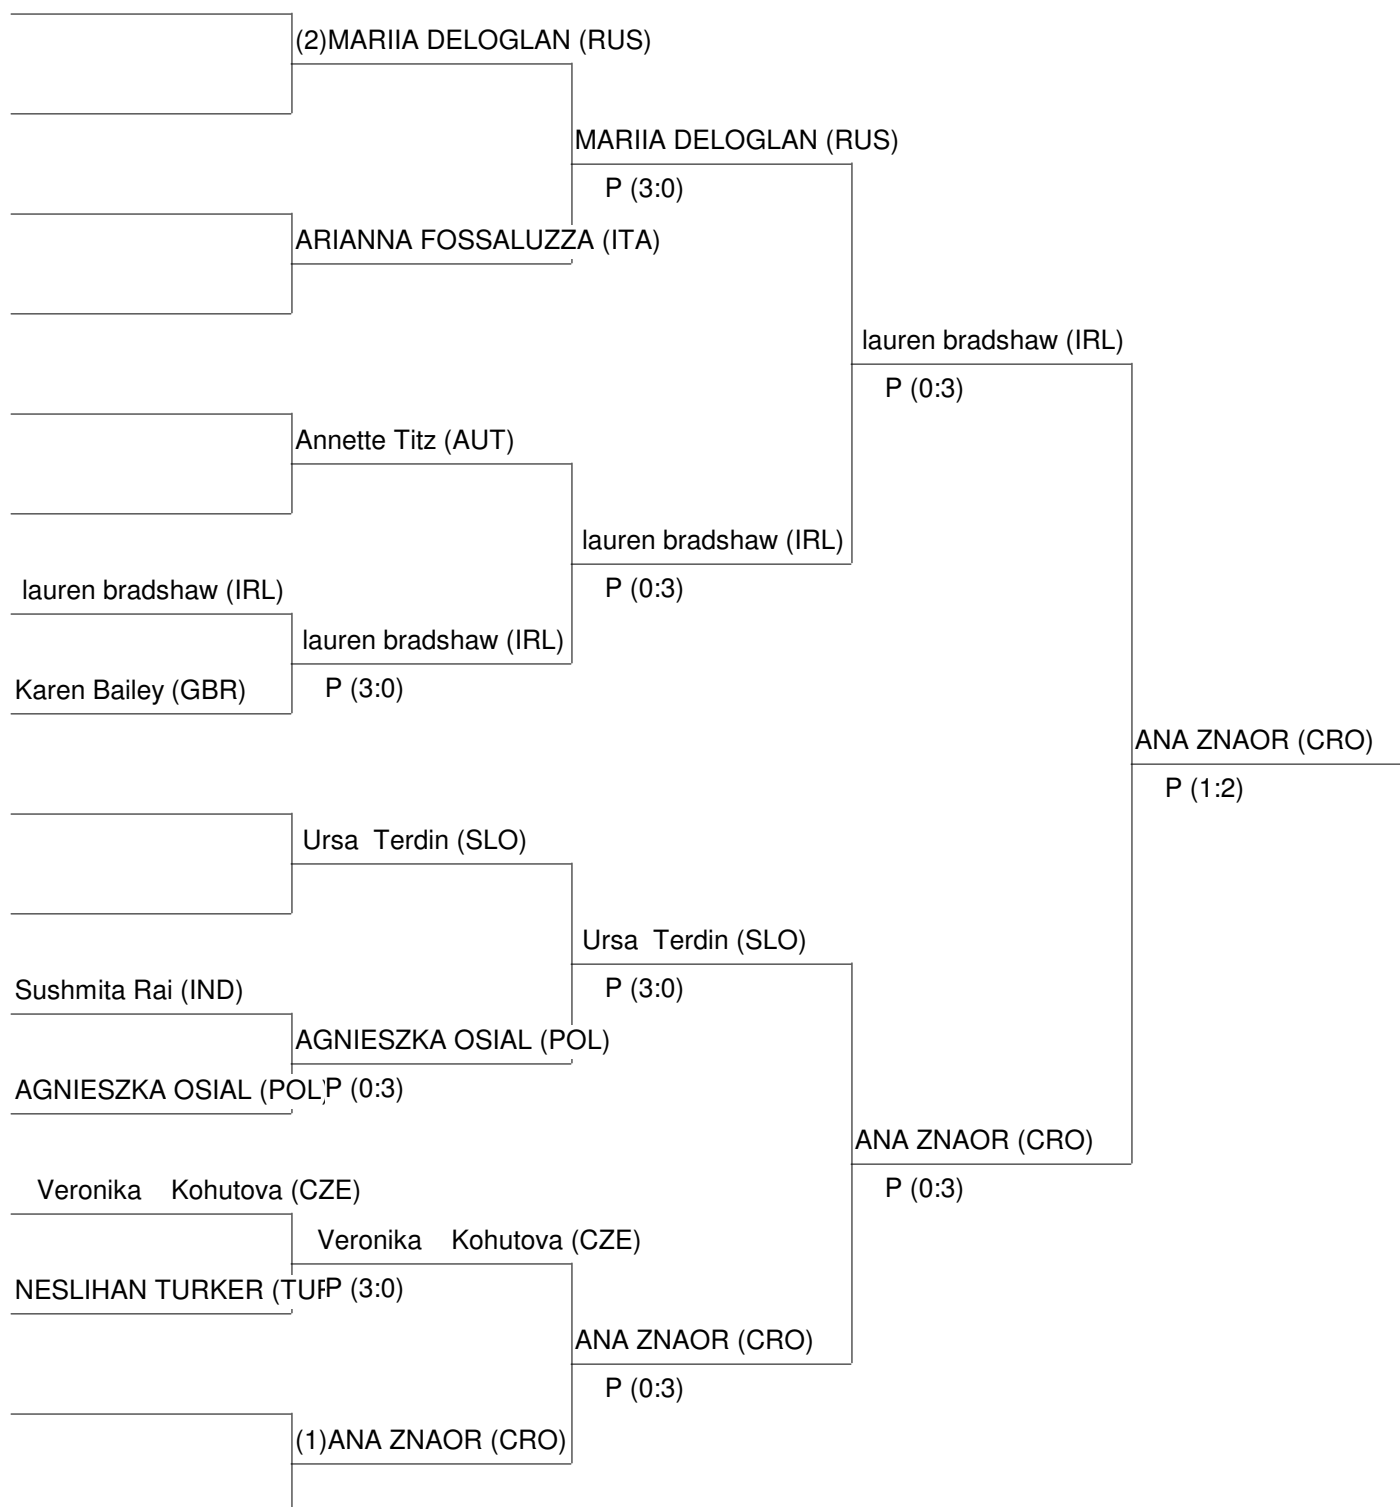 (2)MARIIA DELOGLAN (RUS)
MARIIA DELOGLAN (RUS)
P (3:0)
ARIANNA FOSSALUZZA (ITA)
lauren bradshaw (IRL)
P (0:3)
Annette Titz (AUT)
lauren bradshaw (IRL)
P (0:3)
lauren bradshaw (IRL)
lauren bradshaw (IRL)
P (3:0)
Karen Bailey (GBR)
ANA ZNAOR (CRO)
P (1:2)
Ursa Terdin (SLO)
Ursa Terdin (SLO)
P (3:0)
Sushmita Rai (IND)
AGNIESZKA OSIAL (POL)
AGNIESZKA OSIAL (POL)
P (0:3)
ANA ZNAOR (CRO)
P (0:3)
Veronika Kohutova (CZE)
Veronika Kohutova (CZE)
NESLIHAN TURKER
P (3:0)
ANA ZNAOR (CRO)
P (0:3)
(1)ANA ZNAOR (CRO)